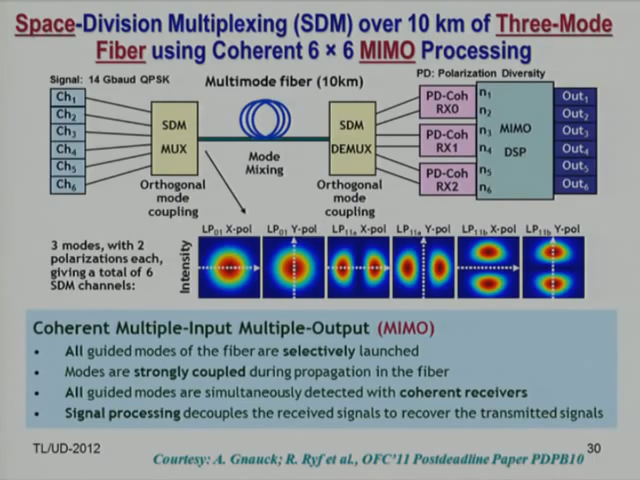 Space-Division Multiplexing (SDM) over 10 km of Three-Mode
Fiber using Coherent 6 × 6 MIMO Processing
Signal: 14 Gbaud QPSK
Multimode fiber (10km)
PD: Polarization Diversity
Ch1
Ch2
Ch3
Ch4
Ch5
Ch6
SDM
MUX
Orthogonal
mode
coupling
Mode
Mixing
SDM
DEMUX
Orthogonal
mode
coupling
PD-Coh
RX0
PD-Coh
RX1
PD-Coh
RX2
n1
n2
n3
n4
n5
n6
MIMO
DSP
Out1
Out2
Out3
Out4
Out5
Out6
3 modes, with 2
polarizations each,
giving a total of 6
SDM channels:
Intensity
LP01 X-pol LP01 Y-pol LP11a X-pol LP11a Y-pol LP11b X-pol LP11b Y-pol
Coherent Multiple-Input Multiple-Output (MIMO)
• All guided modes of the fiber are selectively launched
• Modes are strongly coupled during propagation in the fiber
• All guided modes are simultaneously detected with coherent receivers
• Signal processing decouples the received signals to recover the transmitted signals
TL/UD-2012
30
Courtesy: A. Gnauck; R. Ryf et al., OFC'11 Postdeadline Paper PDPB10